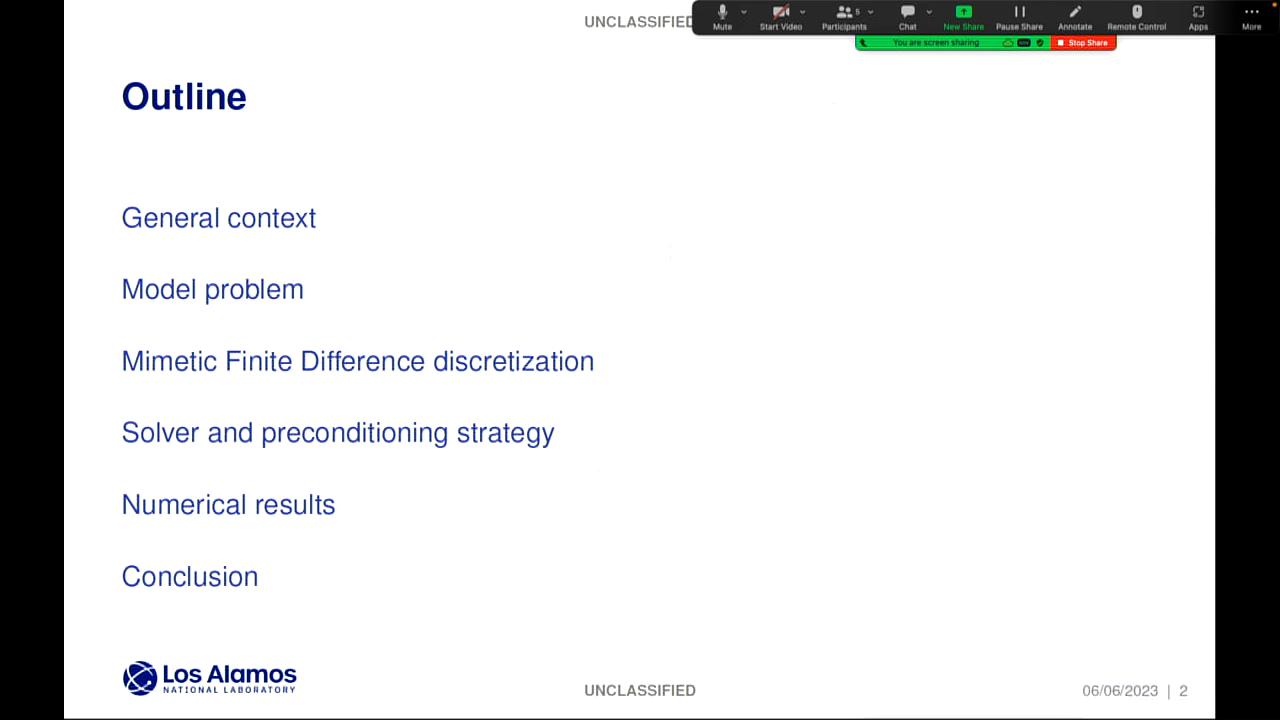 UNCLASSIFIED
Mute
Start Video
Participants
5
Chat
New Share
Pause Share
Annotate
Remote Control
Apps
More
You are screen sharing
Stop Share
Outline
General context
Model problem
Mimetic Finite Difference discretization
Solver and preconditioning strategy
Numerical results
Conclusion
Los Alamos
NATIONAL LABORATORY
UNCLASSIFIED
06/06/2023 | 2